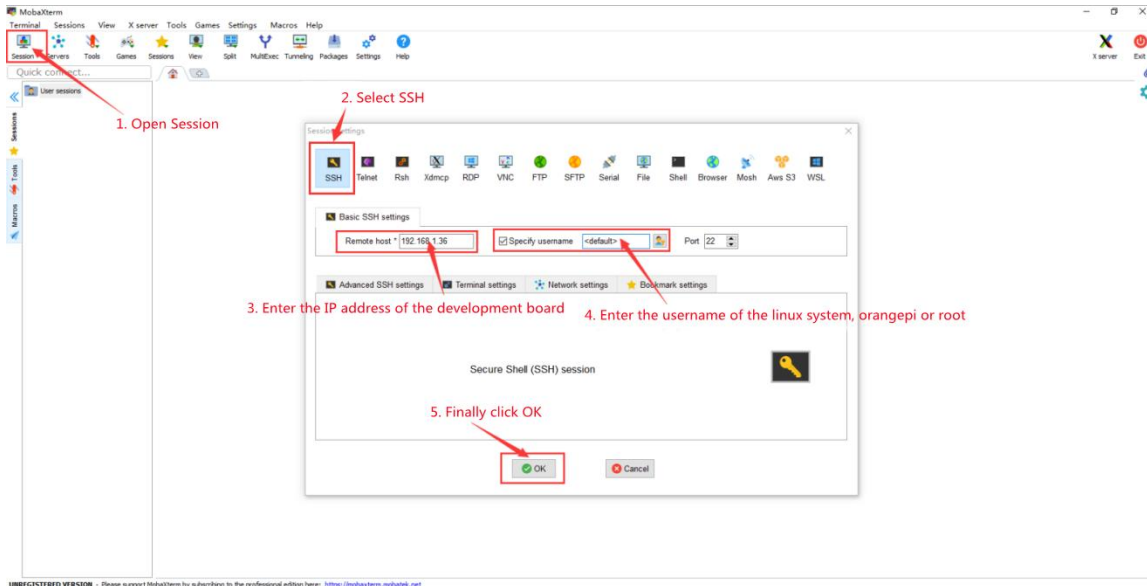 MobaXterm
Terminal Sessions View X server Tools Games Settings Macros Help
Session Servers Tools Games Sessions View Split MultiExec Tunneling Packages Settings Help
X server Exit
Quick connect...
User sessions
Sessions
Tools
Macros
1. Open Session
2. Select SSH
Session settings
SSH Telnet Rsh Xdmcp RDP VNC FTP SFTP Serial File Shell Browser Mosh Aws S3 WSL
Basic SSH settings
Remote host * 192.168.1.36 Specify username <default> Port 22
Advanced SSH settings Terminal settings Network settings Bookmark settings
3. Enter the IP address of the development board
4. Enter the username of the linux system, orangepi or root
Secure Shell (SSH) session
5. Finally click OK
OK Cancel
UNREGISTERED VERSION - Please support MobaXterm by subscribing to the professional edition here: https://mobaxterm.mobatek.net